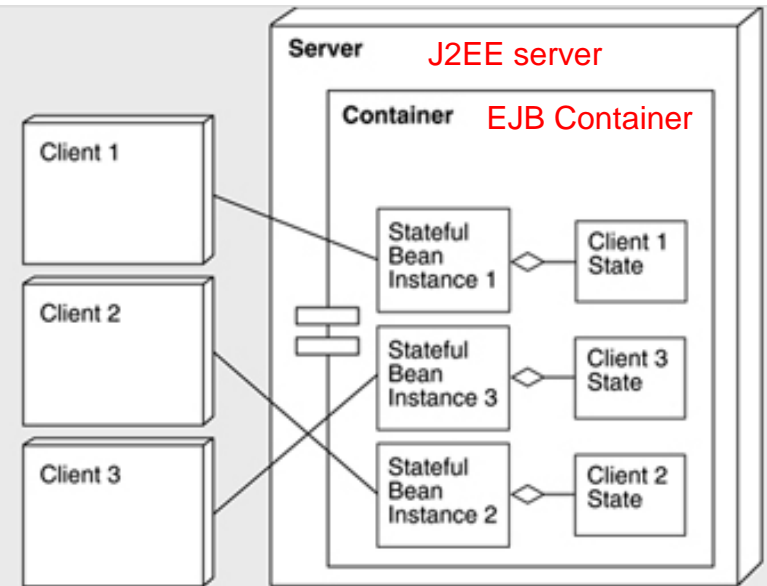 Server J2EE server
Container EJB Container
Client 1
Stateful
Bean
Instance 1
Client 1
State
Client 2
Stateful
Bean
Instance 3
Client 3
State
Client 3
Stateful
Bean
Instance 2
Client 2
State